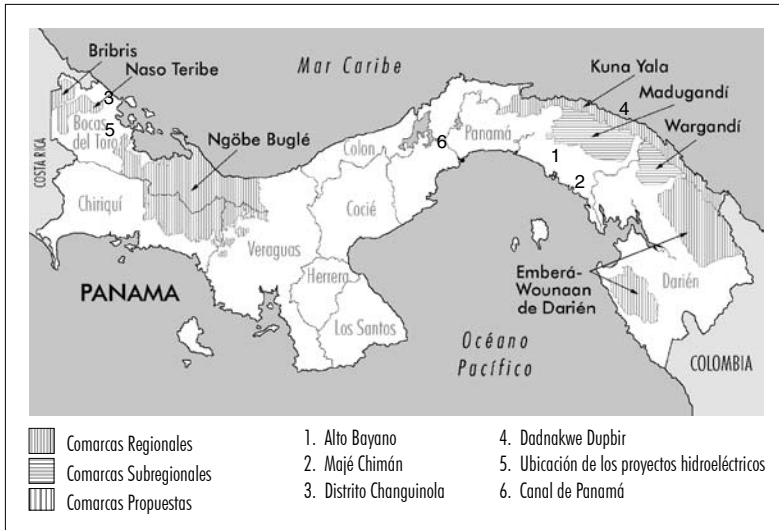 Bribris
Naso Teribe
Mar Caribe
Kuna Yala
Madugandí
Wargandí
3
4
Bocas
del Toro
5
Ngöbe Buglé
Colon
6
Panamá
1
2
COSTA RICA
Chiriquí
Coclé
Veraguas
Herrera
Los Santos
PANAMA
Emberá-
Wounaan
de Darién
Darién
Océano
Pacífico
COLOMBIA
Comarcas Regionales
Comarcas Subregionales
Comarcas Propuestas
1. Alto Bayano
2. Majé Chimán
3. Distrito Changuinola
4. Dadnakwe Dupbir
5. Ubicación de los proyectos hidroeléctricos
6. Canal de Panamá